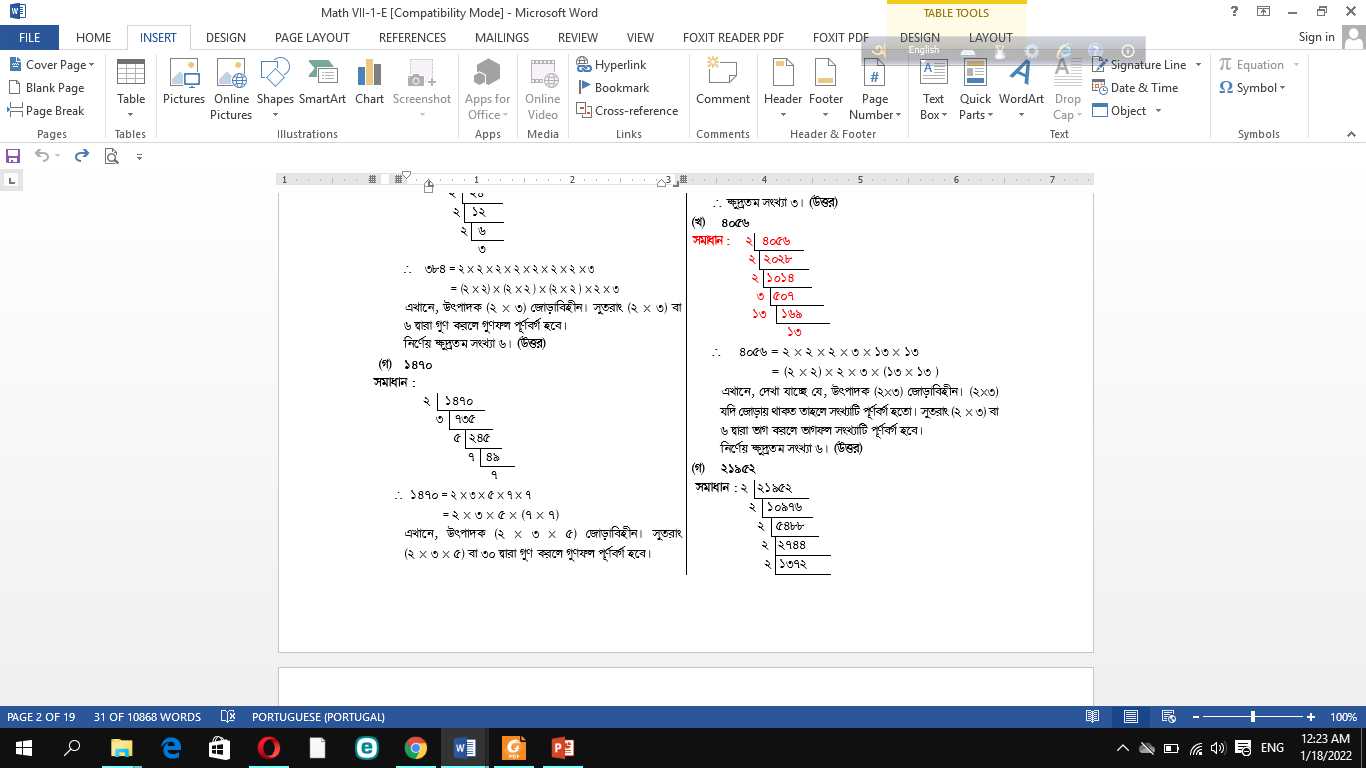 Math VII-1-E [Compatibility Mode] - Microsoft Word
TABLE TOOLS
FILE HOME INSERT DESIGN PAGE LAYOUT REFERENCES MAILINGS REVIEW VIEW FOXIT READER PDF FOXIT PDF DESIGN LAYOUT Sign in
English
Cover Page
Blank Page
Page Break
Pages
Table
Tables
Pictures
Online Pictures
Shapes
SmartArt
Chart
Screenshot
Illustrations
Apps for Office
Apps
Online Video
Media
Hyperlink
Bookmark
Cross-reference
Links
Comment
Comments
Header
Footer
Page Number
Header & Footer
Text Box
Quick Parts
WordArt
Drop Cap
Signature Line
Date & Time
Object
Text
Equation
Symbol
Symbols
1 1 2 3 4 5 6 7
২ ২৪
২ ১২
২ ৬
৩
∴ ৩৮৪ = ২ × ২ × ২ × ২ × ২ × ২ × ২ × ৩
= (২ × ২) × (২ × ২ ) × (২ × ২ ) × ২ × ৩
এখানে, উৎপাদক (২ × ৩) জোড়াবিহীন। সুতরাং (২ × ৩) বা
৬ দ্বারা গুণ করলে গুণফল পূর্ণবর্গ হবে।
নির্ণেয় ক্ষুদ্রতম সংখ্যা ৬। (উত্তর)
(গ) ১৪৭০
সমাধান :
২ ১৪৭০
৩ ৭৩৫
৫ ২৪৫
৭ ৪৯
৭
∴ ১৪৭০ = ২ × ৩ × ৫ × ৭ × ৭
= ২ × ৩ × ৫ × (৭ × ৭)
এখানে, উৎপাদক (২ × ৩ × ৫) জোড়াবিহীন। সুতরাং
(২ × ৩ × ৫) বা ৩০ দ্বারা গুণ করলে গুণফল পূর্ণবর্গ হবে।
∴ ক্ষুদ্রতম সংখ্যা ৩। (উত্তর)
(খ) ৪০৫৬
সমাধান : ২ ৪০৫৬
২ ২০২৮
২ ১০১৪
৩ ৫০৭
১৩ ১৬৯
১৩
∴ ৪০৫৬ = ২ × ২ × ২ × ৩ × ১৩ × ১৩
= (২ × ২) × ২ × ৩ × (১৩ × ১৩ )
এখানে, দেখা যাচ্ছে যে, উৎপাদক (২×৩) জোড়াবিহীন। (২×৩)
যদি জোড়ায় থাকত তাহলে সংখ্যাটি পূর্ণবর্গ হতো। সুতরাং (২ × ৩) বা
৬ দ্বারা ভাগ করলে ভাগফল সংখ্যাটি পূর্ণবর্গ হবে।
নির্ণেয় ক্ষুদ্রতম সংখ্যা ৬। (উত্তর)
(গ) ২১৯৫২
সমাধান : ২ ২১৯৫২
২ ১০৯৭৬
২ ৫৪৮৮
২ ২৭৪৪
২ ১৩৭২
PAGE 2 OF 19 31 OF 10868 WORDS PORTUGUESE (PORTUGAL) 100%
ENG
12:23 AM
1/18/2022